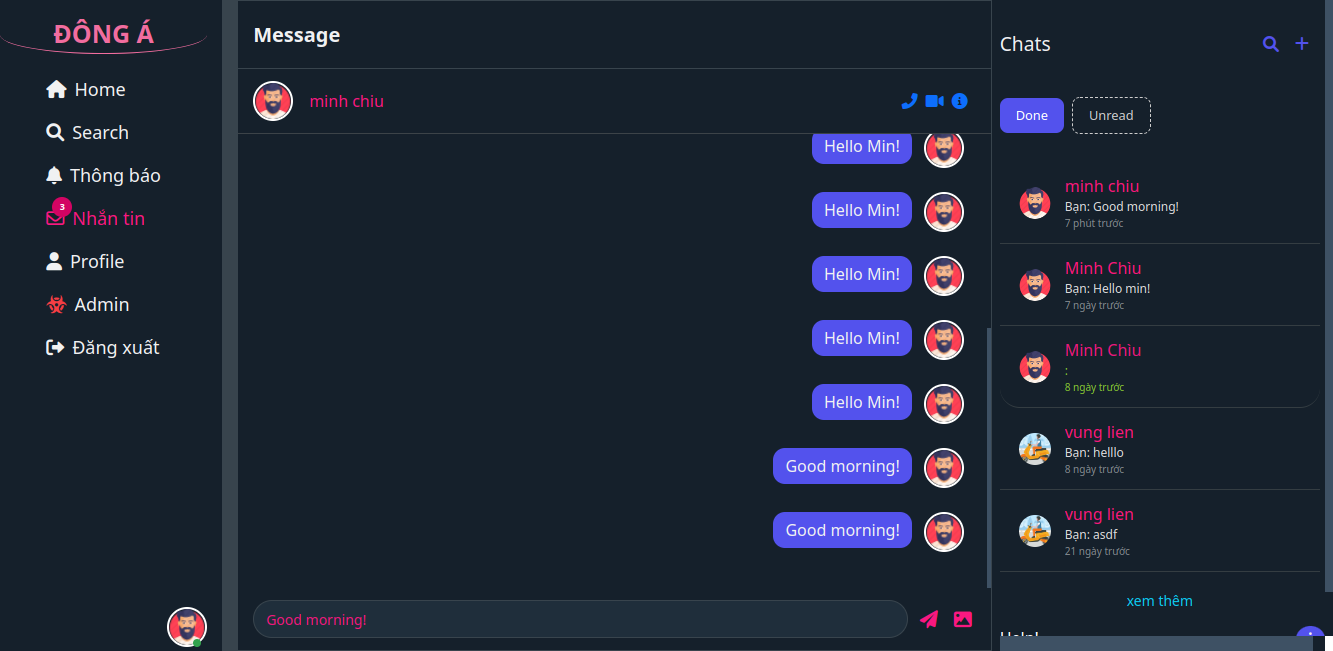 ĐÔNG Á
Home
Search
Thông báo
3
Nhắn tin
Profile
Admin
Đăng xuất
Message
minh chiu
Hello Min!
Hello Min!
Hello Min!
Hello Min!
Hello Min!
Good morning!
Good morning!
Good morning!
Chats
Done
Unread
minh chiu
Bạn: Good morning!
7 phút trước
Minh Chìu
Bạn: Hello min!
7 ngày trước
Minh Chìu
:
8 ngày trước
vung lien
Bạn: helllo
8 ngày trước
vung lien
Bạn: asdf
21 ngày trước
xem thêm
Help!